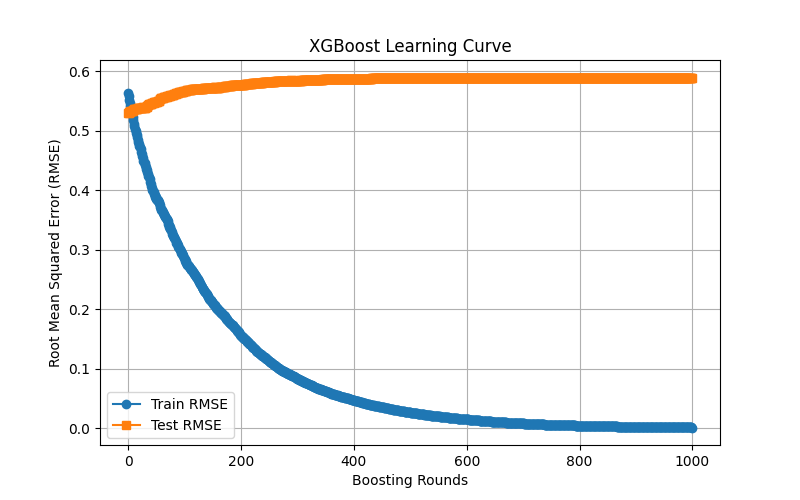 XGBoost Learning Curve
Root Mean Squared Error (RMSE)
0.6
0.5
0.4
0.3
0.2
0.1
0.0
Train RMSE
Test RMSE
0 200 400 600 800 1000
Boosting Rounds